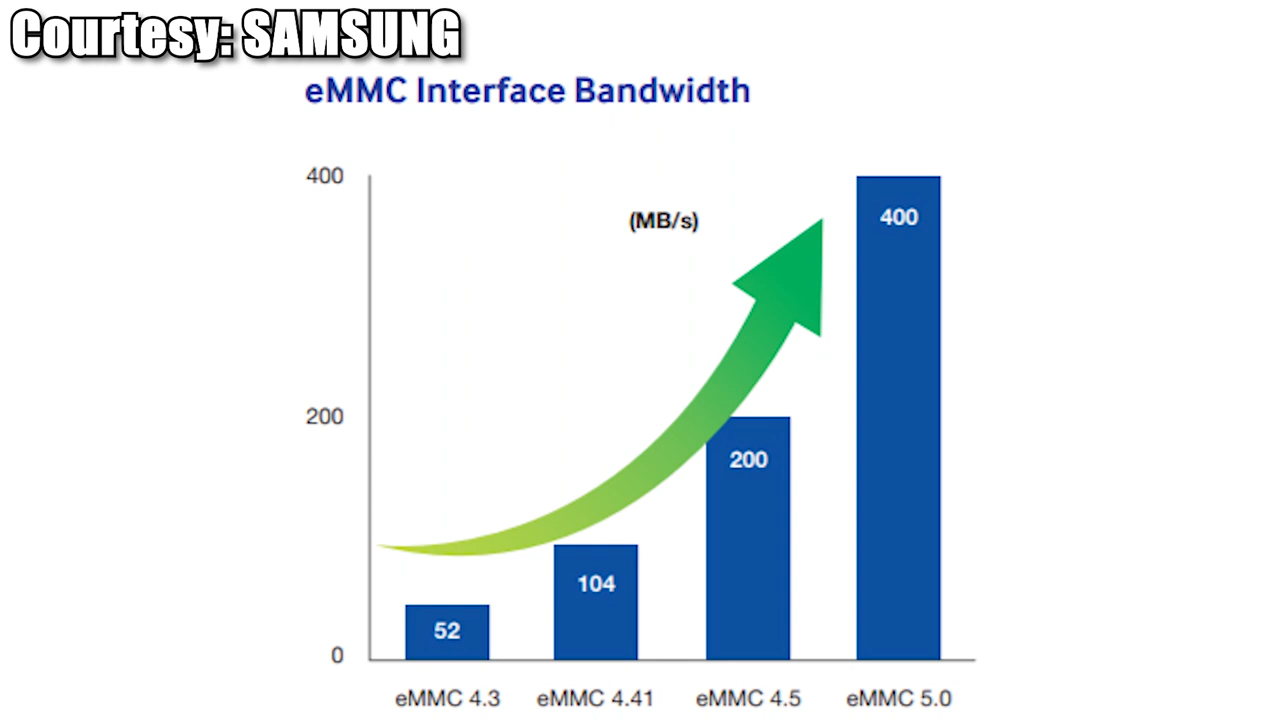 Courtesy: SAMSUNG
eMMC Interface Bandwidth
400
(MB/s)
400
200
200
104
52
0
eMMC 4.3 eMMC 4.41 eMMC 4.5 eMMC 5.0